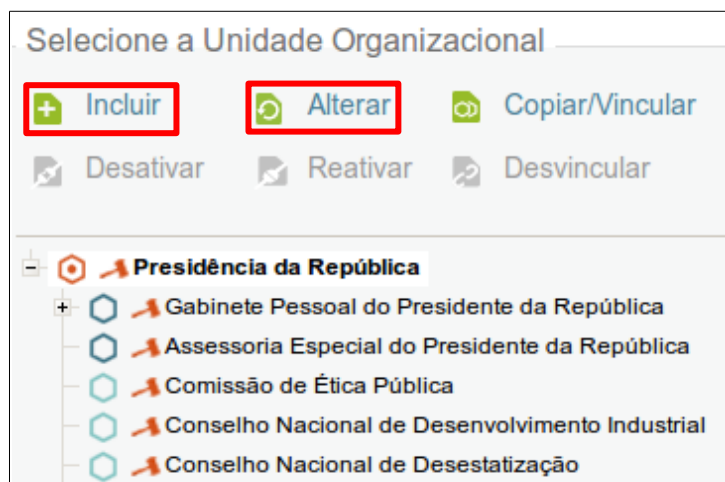 Selecione a Unidade Organizacional
Incluir Alterar Copiar/Vincular
Desativar Reativar Desvincular
Presidência da República
Gabinete Pessoal do Presidente da República
Assessoria Especial do Presidente da República
Comissão de Ética Pública
Conselho Nacional de Desenvolvimento Industrial
Conselho Nacional de Desestatização